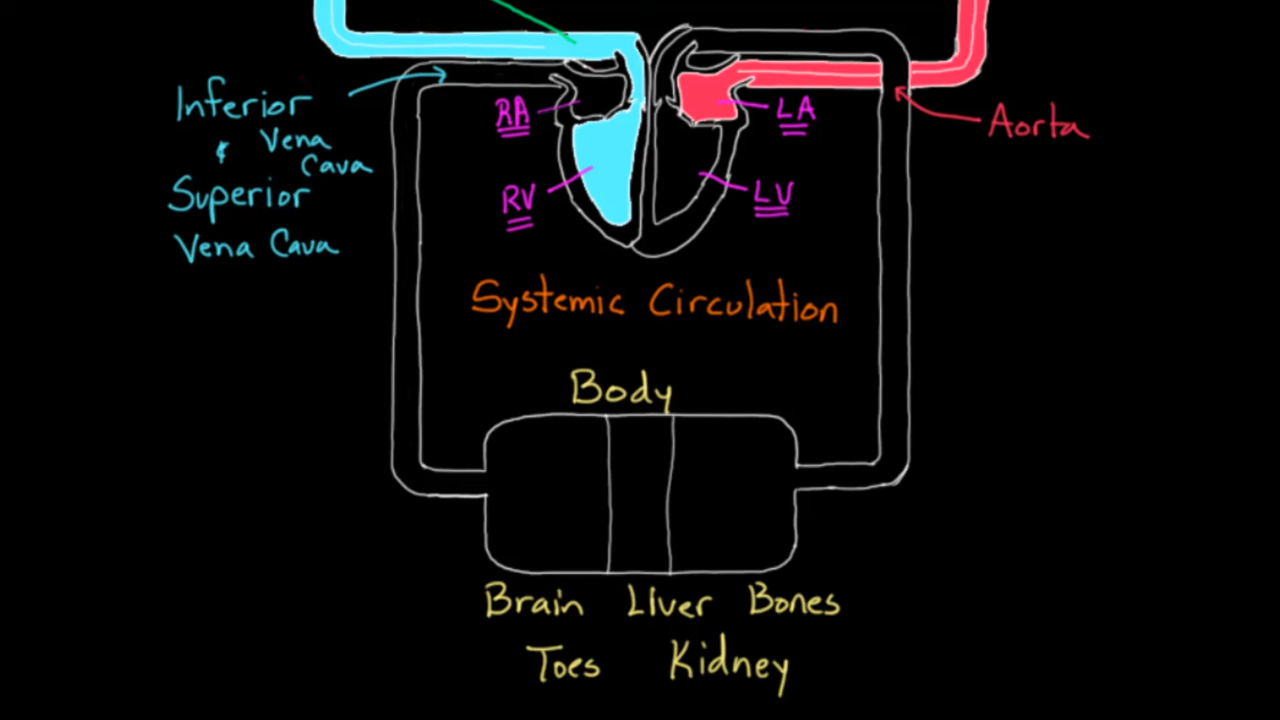 Inferior
& Vena
Cava
Superior
Vena Cava
RA
LA
Aorta
RV
LV
Systemic Circulation
Body
Brain Liver Bones
Toes Kidney